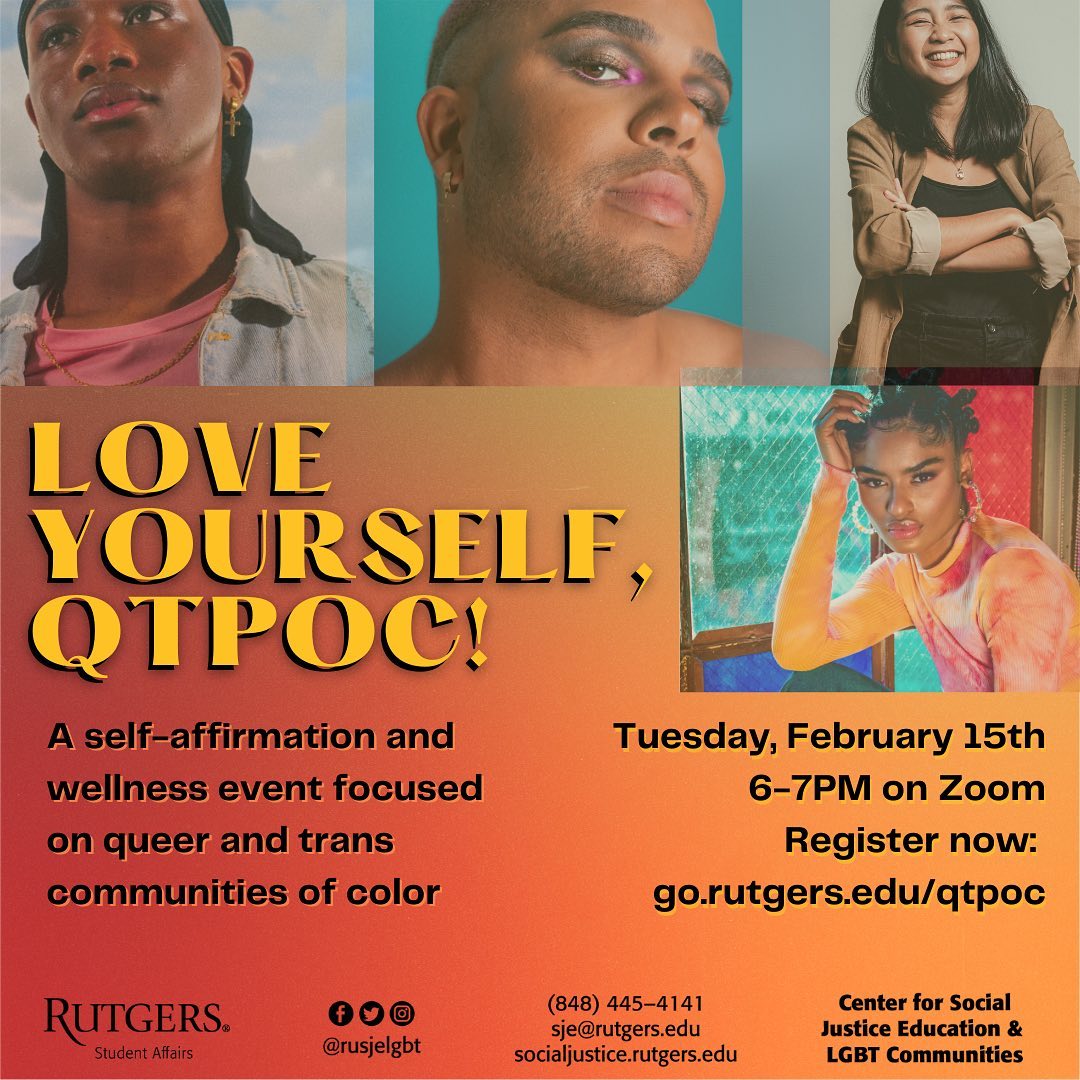 LOVE
YOURSELF,
QTPOC!
A self-affirmation and
wellness event focused
on queer and trans
communities of color
Tuesday, February 15th
6-7PM on Zoom
Register now:
go.rutgers.edu/qtpoc
RUTGERS®
Student Affairs
@rusjelgbt
(848) 445–4141
sje@rutgers.edu
socialjustice.rutgers.edu
Center for Social
Justice Education &
LGBT Communities